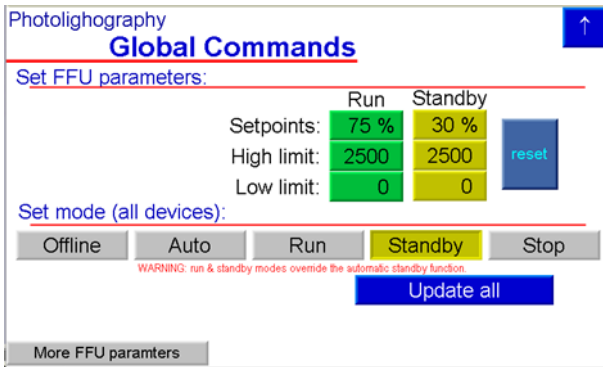 Photolighography
↑
Global Commands
Set FFU parameters:
Run Standby
Setpoints: 75 % 30 %
High limit: 2500 2500 reset
Low limit: 0 0
Set mode (all devices):
Offline Auto Run Standby Stop
WARNING: run & standby modes override the automatic standby function.
Update all
More FFU paramters